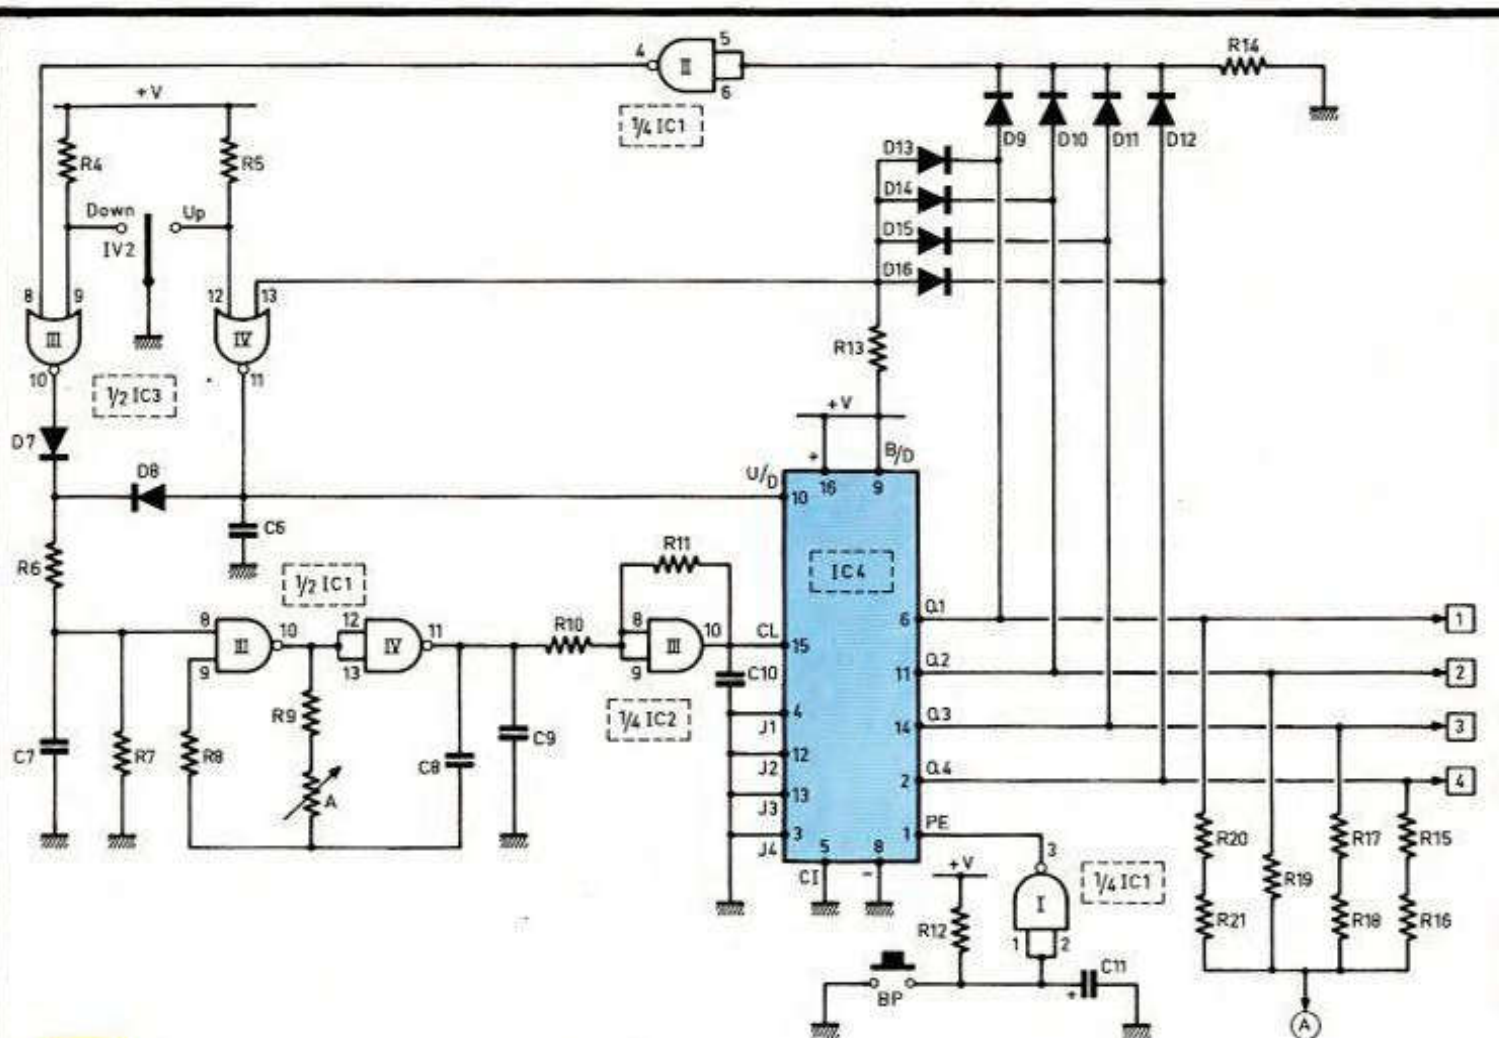 4 II 5 6
R14
+V
1/4 IC1
D9 D10 D11 D12
R4 R5
D13
D14
D15
D16
Down Up
IV2
8 9 12 13
III IV
10 11
1/2 IC3
R13
+V
D7
D8
U/D + B/D
10 16 9
C6
R6
1/2 IC1
R11
IC4
8 III 10 12 IV 11
9 13
R10
8 III 10
9
CL 15
6 Q.1 1
C10
11 Q.2 2
R9
1/4 IC2
4
J1
14 Q.3 3
C7 R7 R8 A C8 C9
12
J2
2 Q.4 4
13
J3
3
J4
1 PE
5 8
CI -
3
+V
I
1/4 IC1
1 2
R12
BP
+ C11
R20 R19 R17 R15
R21 R18 R16
A